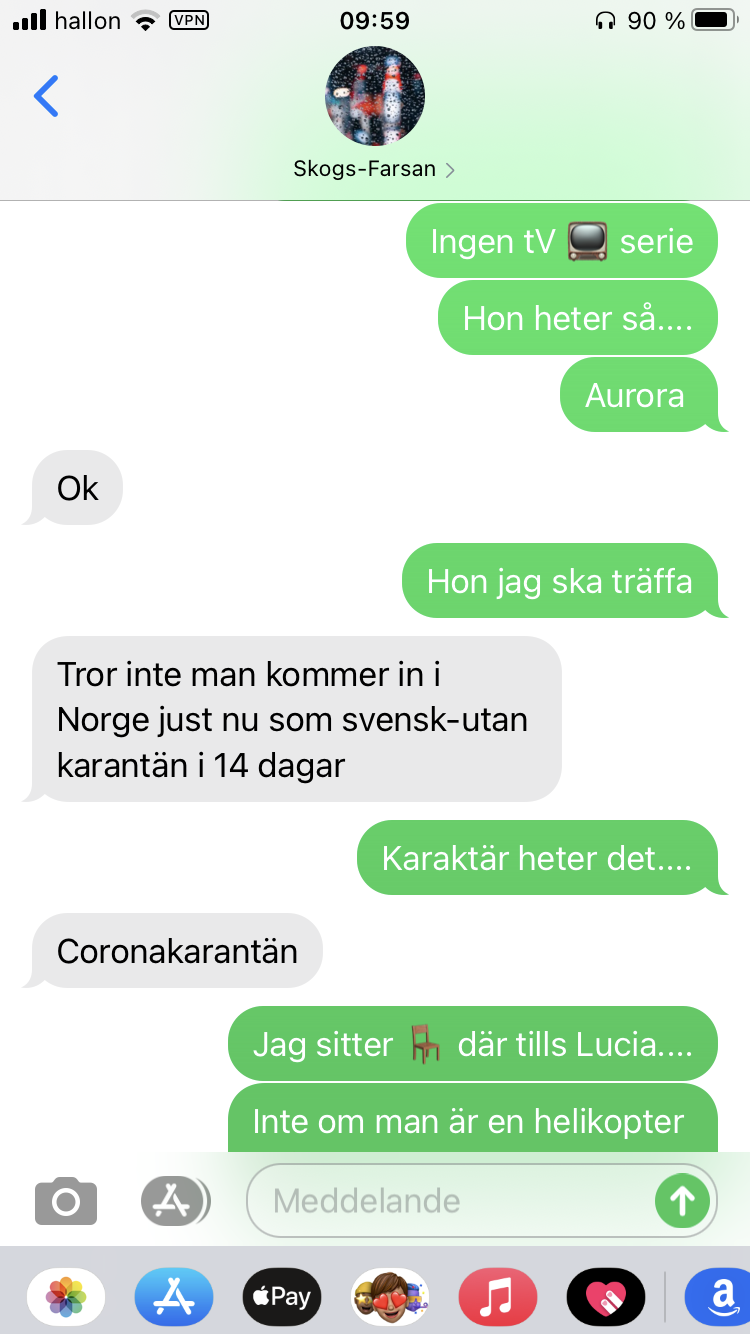 hallon VPN 09:59 90 %
Skogs-Farsan
Ingen tV 📺 serie
Hon heter så....
Aurora
Ok
Hon jag ska träffa
Tror inte man kommer in i
Norge just nu som svensk-utan
karantän i 14 dagar
Karaktär heter det....
Coronakarantän
Jag sitter 🪑 där tills Lucia....
Inte om man är en helikopter
Meddelande
Pay
a